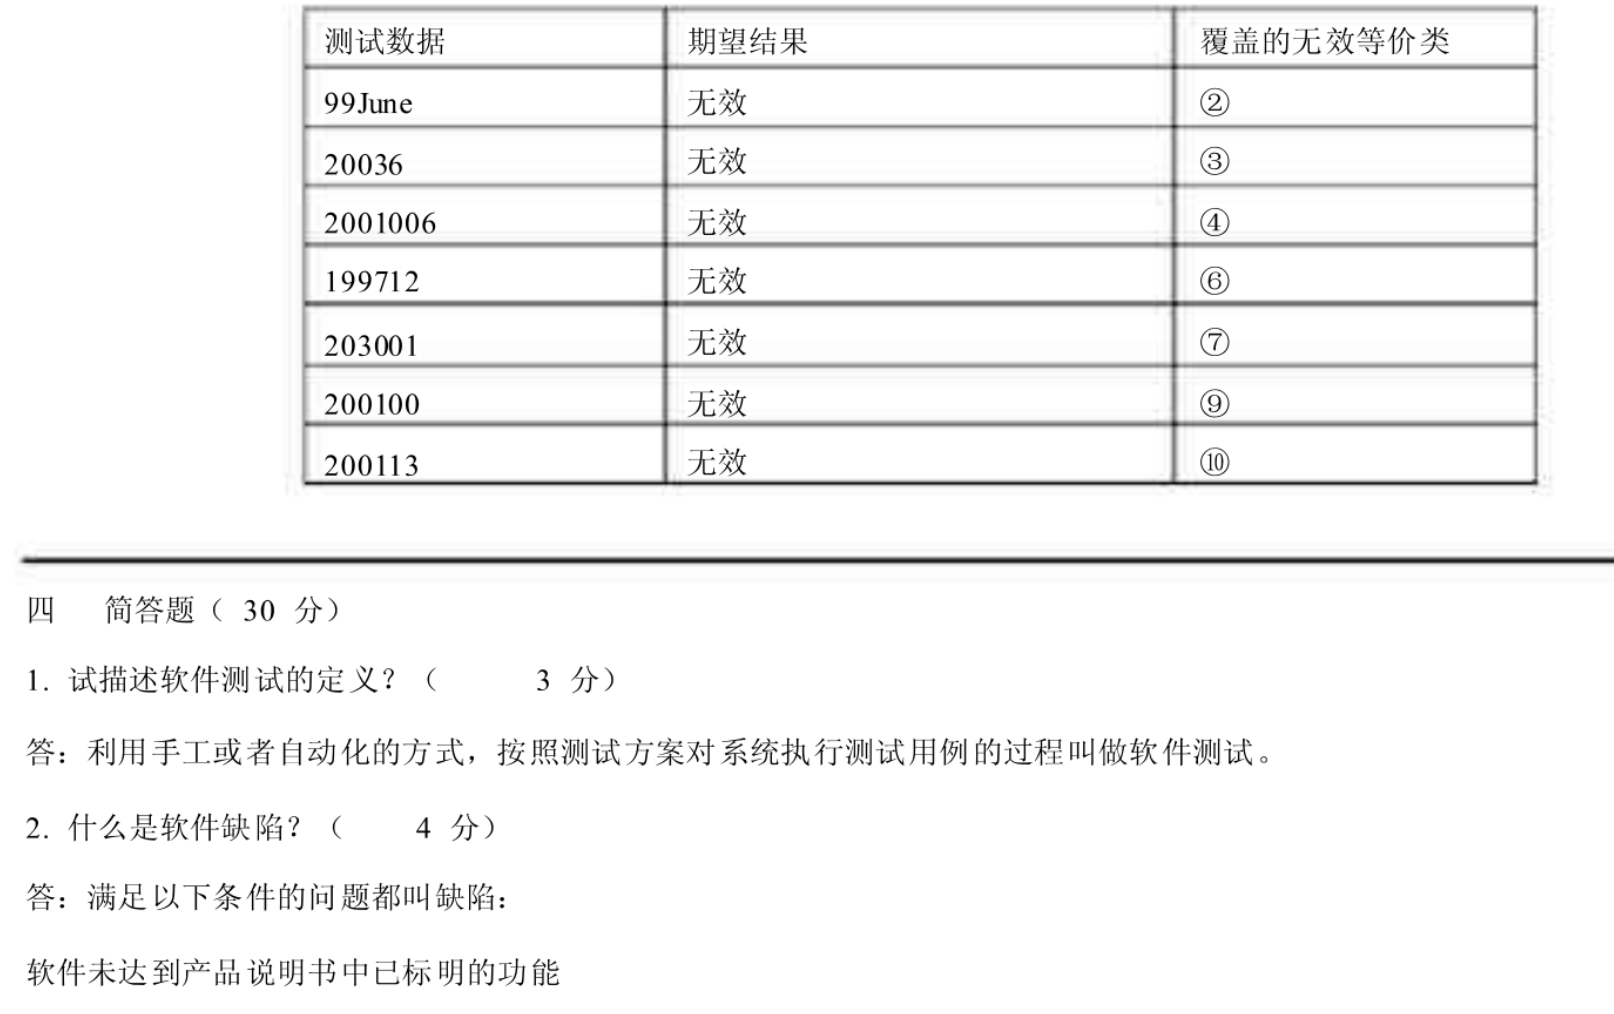 测试数据 期望结果 覆盖的无效等价类
99June 无效 ②
20036 无效 ③
2001006 无效 ④
199712 无效 ⑥
203001 无效 ⑦
200100 无效 ⑨
200113 无效 ⑩
四 简答题（ 30 分）
1. 试描述软件测试的定义？（ 3 分）
答：利用手工或者自动化的方式，按照测试方案对系统执行测试用例的过程叫做软件测试。
2. 什么是软件缺陷？（ 4 分）
答：满足以下条件的问题都叫缺陷：
软件未达到产品说明书中已标明的功能